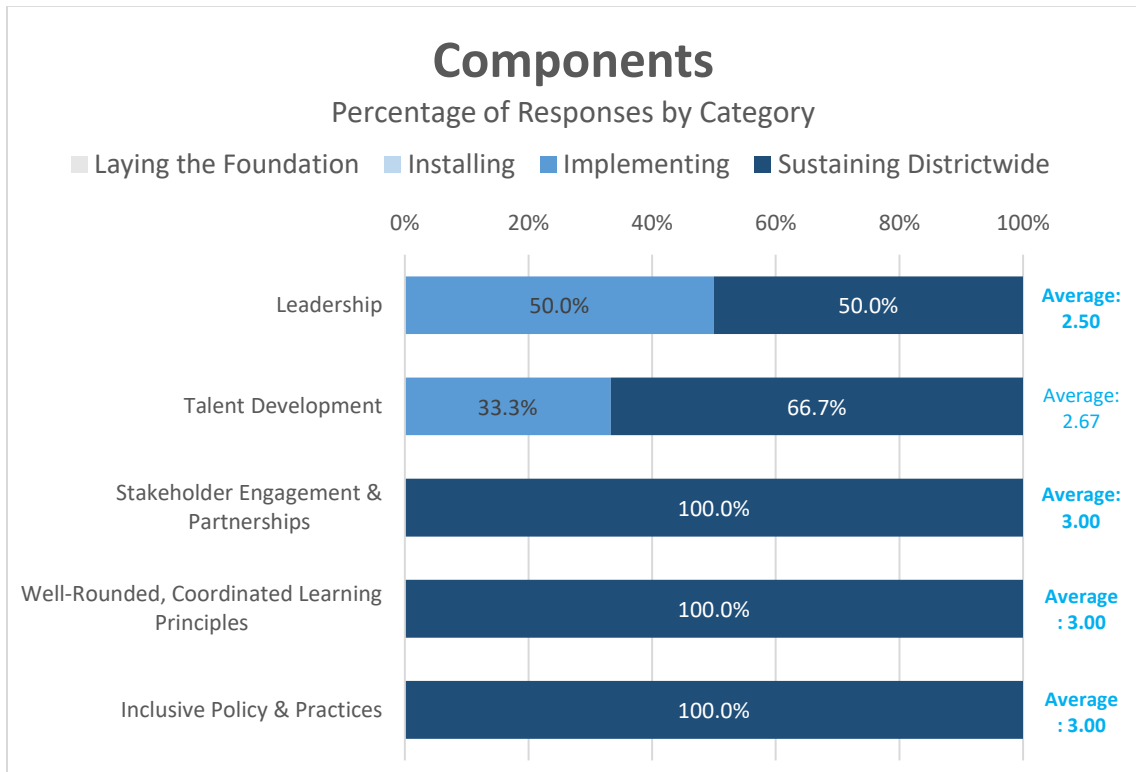 Components
Percentage of Responses by Category
Laying the Foundation Installing Implementing Sustaining Districtwide
0% 20% 40% 60% 80% 100%
Leadership 50.0% 50.0% Average:
2.50
Talent Development 33.3% 66.7% Average:
2.67
Stakeholder Engagement &
Partnerships
100.0%
Average:
3.00
Well-Rounded, Coordinated Learning
Principles
100.0%
Average
: 3.00
Inclusive Policy & Practices 100.0% Average
: 3.00